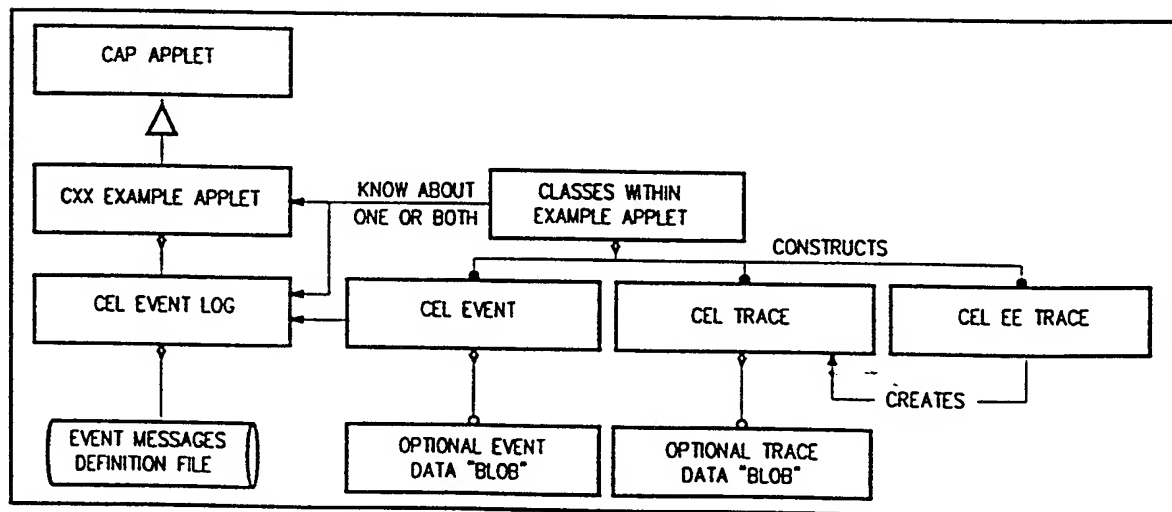 CAP APPLET
CXX EXAMPLE APPLET
KNOW ABOUT
ONE OR BOTH
CLASSES WITHIN
EXAMPLE APPLET
CONSTRUCTS
CEL EVENT LOG
CEL EVENT
CEL TRACE
CEL EE TRACE
CREATES
EVENT MESSAGES
DEFINITION FILE
OPTIONAL EVENT
DATA "BLOB"
OPTIONAL TRACE
DATA "BLOB"